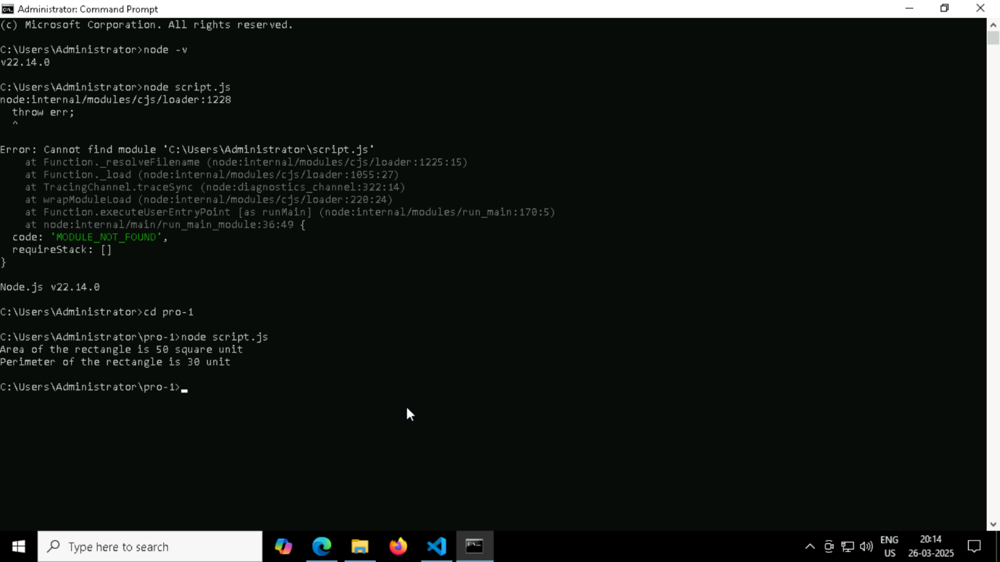 Administrator: Command Prompt
(c) Microsoft Corporation. All rights reserved.
C:\Users\Administrator>node -v
v22.14.0
C:\Users\Administrator>node script.js
node:internal/modules/cjs/loader:1228
  throw err;
  ^
Error: Cannot find module 'C:\Users\Administrator\script.js'
    at Function._resolveFilename (node:internal/modules/cjs/loader:1225:15)
    at Function._load (node:internal/modules/cjs/loader:1055:27)
    at TracingChannel.traceSync (node:diagnostics_channel:322:14)
    at wrapModuleLoad (node:internal/modules/cjs/loader:220:24)
    at Function.executeUserEntryPoint [as runMain] (node:internal/modules/run_main:170:5)
    at node:internal/main/run_main_module:36:49 {
  code: 'MODULE_NOT_FOUND',
  requireStack: []
}
Node.js v22.14.0
C:\Users\Administrator>cd pro-1
C:\Users\Administrator\pro-1>node script.js
Area of the rectangle is 50 square unit
Perimeter of the rectangle is 30 unit
C:\Users\Administrator\pro-1>
Type here to search
ENG
US
20:14
26-03-2025